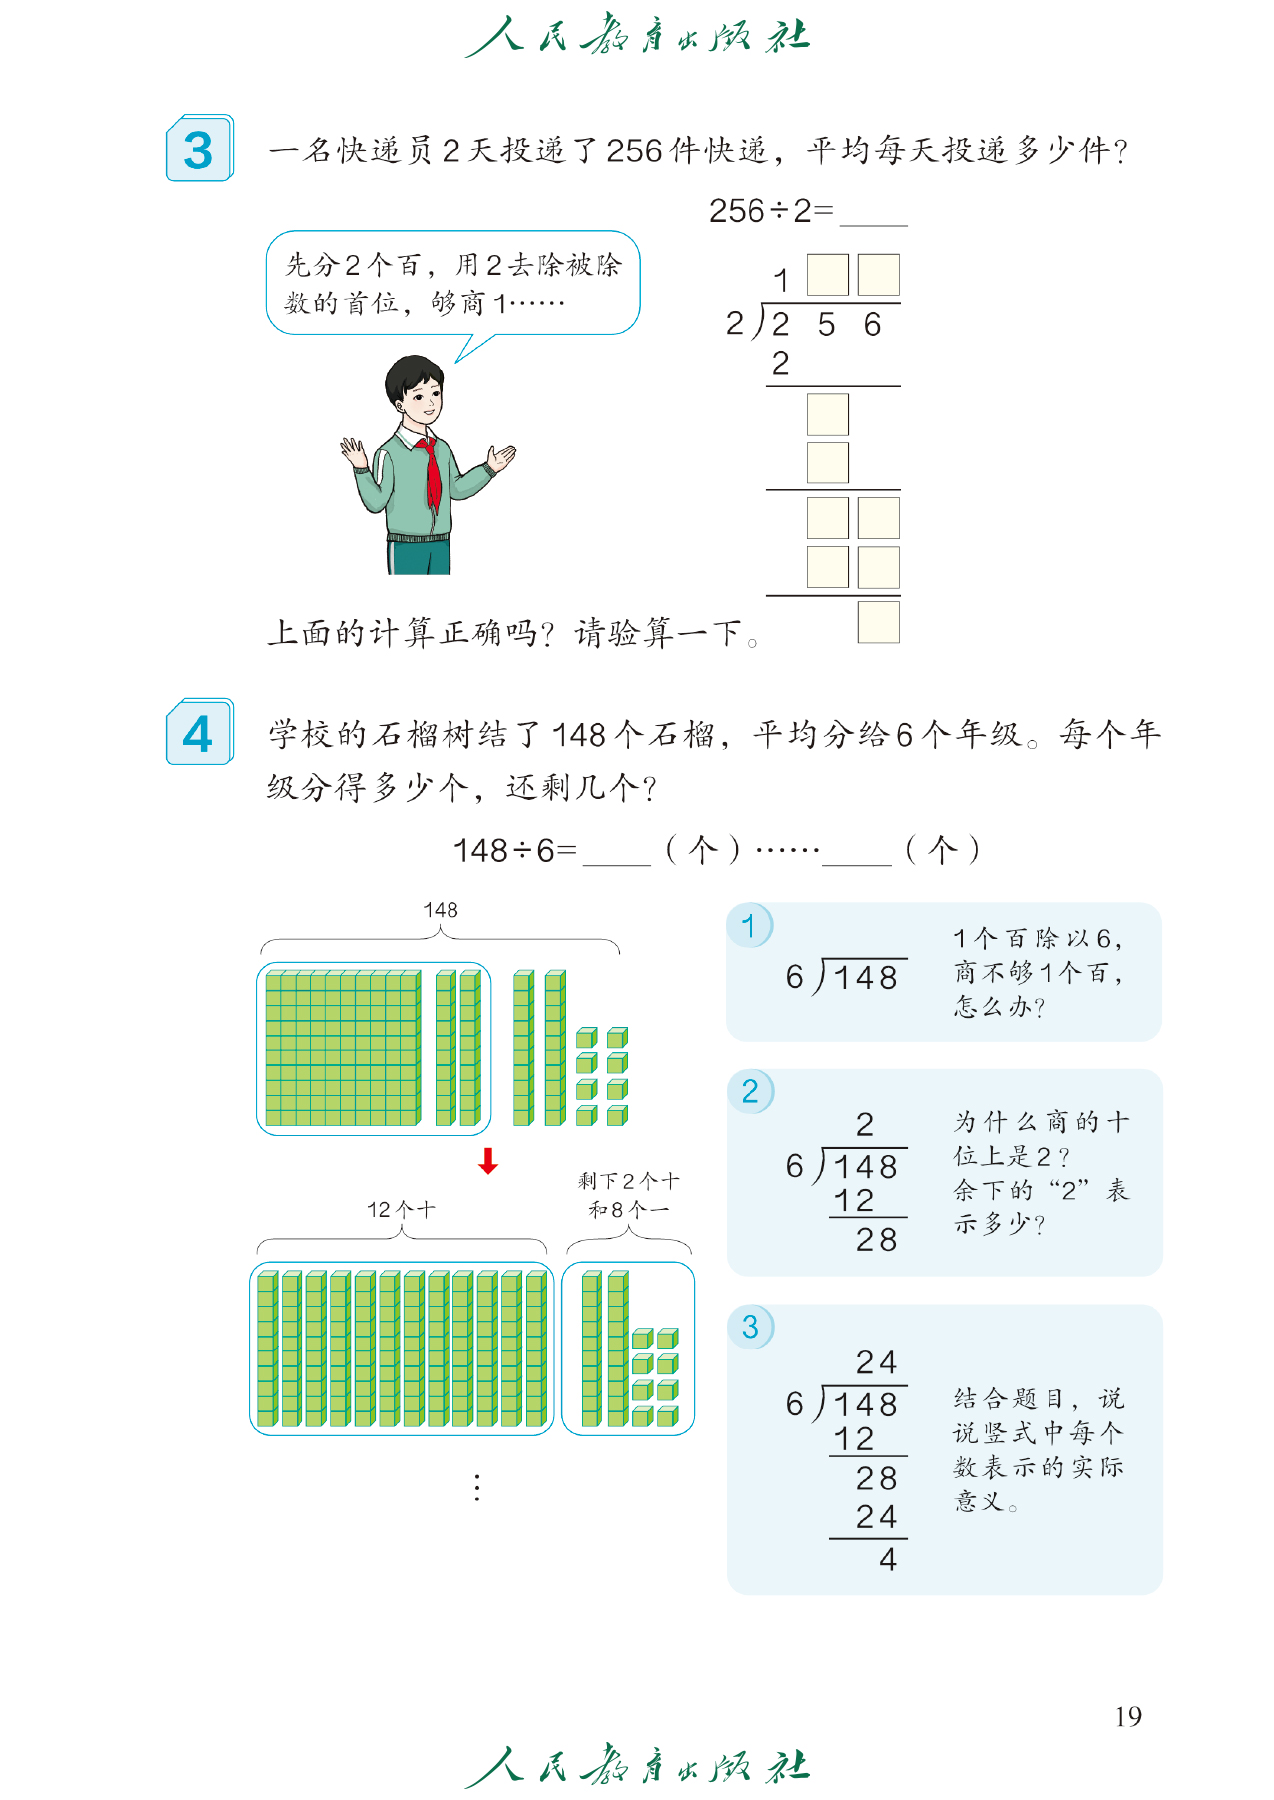 人民教育出版社
3
一名快递员2天投递了256件快递，平均每天投递多少件？
256÷2=____
先分2个百，用2去除被除
数的首位，够商1……
1
2 2 5 6
2
上面的计算正确吗？请验算一下。
4
学校的石榴树结了148个石榴，平均分给6个年级。每个年
级分得多少个，还剩几个？
148÷6=____（个）……____（个）
148
剩下2个十
和8个一
12个十
⋮
1
6 148
1个百除以6，
商不够1个百，
怎么办？
2
2
6 148
12
28
为什么商的十
位上是2？
余下的“2”表
示多少？
3
24
6 148
12
28
24
4
结合题目，说
说竖式中每个
数表示的实际
意义。
19
人民教育出版社